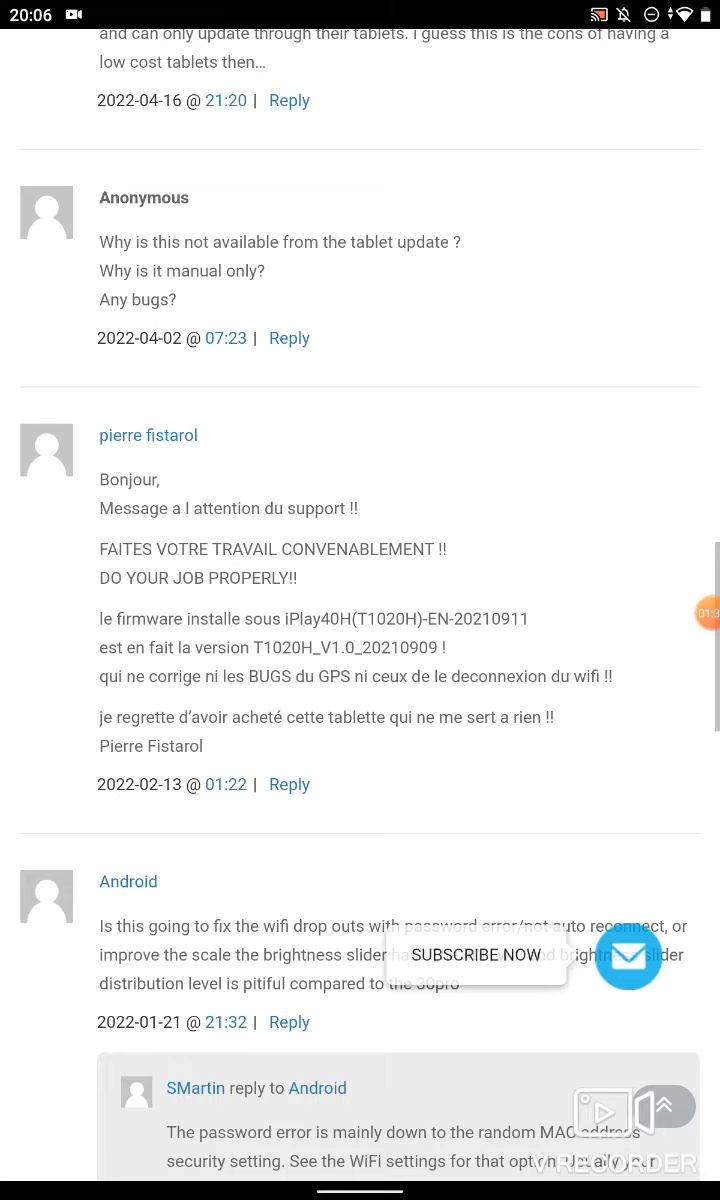 20:06
and can only update through their tablets. I guess this is the cons of having a
low cost tablets then...
2022-04-16 @ 21:20 | Reply
Anonymous
Why is this not available from the tablet update ?
Why is it manual only?
Any bugs?
2022-04-02 @ 07:23 | Reply
pierre fistarol
Bonjour,
Message a l attention du support !!
FAITES VOTRE TRAVAIL CONVENABLEMENT !!
DO YOUR JOB PROPERLY!!
le firmware installe sous iPlay40H(T1020H)-EN-20210911
01:3
est en fait la version T1020H_V1.0_20210909 !
qui ne corrige ni les BUGS du GPS ni ceux de le deconnexion du wifi !!
je regrette d’avoir acheté cette tablette qui ne me sert a rien !!
Pierre Fistarol
2022-02-13 @ 01:22 | Reply
Android
Is this going to fix the wifi drop outs with password error/not auto reconnect, or
improve the scale the brightness slider brightness slider
SUBSCRIBE NOW
distribution level is pitiful compared to the 30pro
2022-01-21 @ 21:32 | Reply
SMartin reply to Android
The password error is mainly down to the random MAC address
security setting. See the WiFi settings for that option. Usually your
V RECORDER